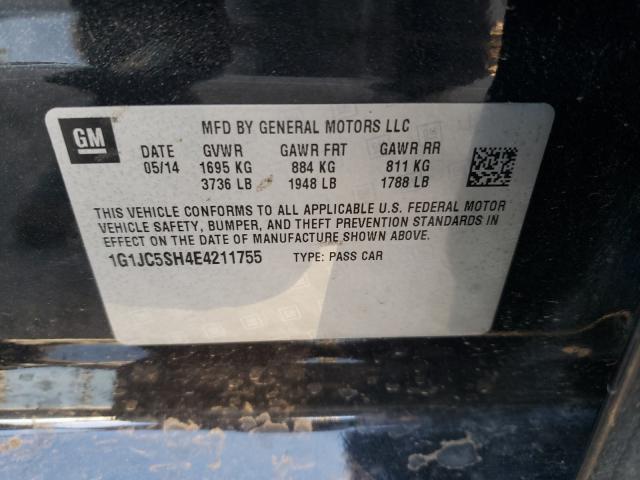 GM
MFD BY GENERAL MOTORS LLC
DATE GVWR GAWR FRT GAWR RR
05/14 1695 KG 884 KG 811 KG
3736 LB 1948 LB 1788 LB
THIS VEHICLE CONFORMS TO ALL APPLICABLE U.S. FEDERAL MOTOR
VEHICLE SAFETY, BUMPER, AND THEFT PREVENTION STANDARDS
IN EFFECT ON THE DATE OF MANUFACTURE SHOWN ABOVE.
1G1JC5SH4E4211755 TYPE: PASS CAR